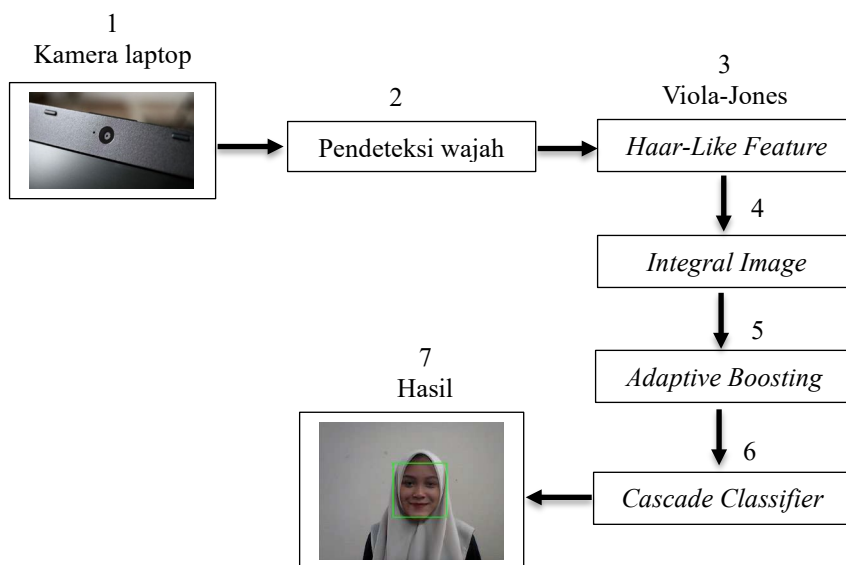 1
Kamera laptop
2
Pendeteksi wajah
3
Viola-Jones
Haar-Like Feature
4
Integral Image
5
Adaptive Boosting
6
Cascade Classifier
7
Hasil